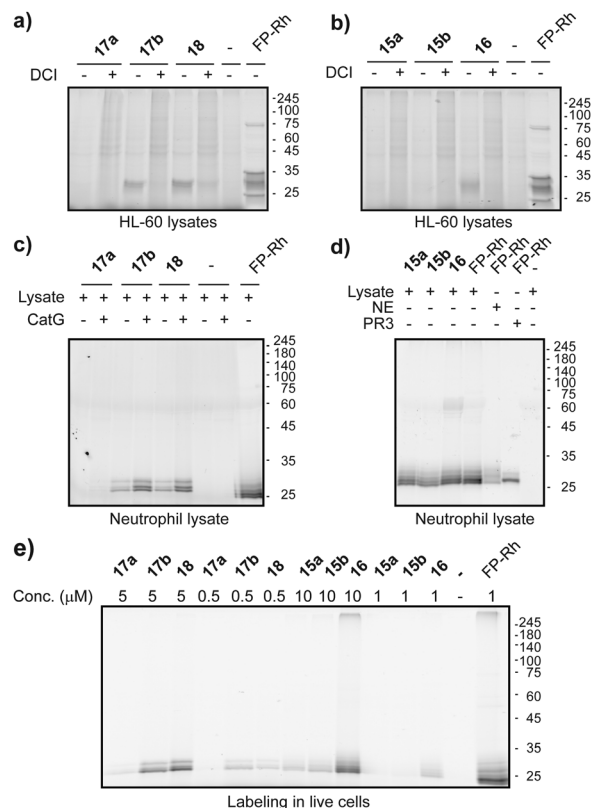 a)
17a 17b 18 - FP-Rh
DCI - + - + - + - -
-245
-100
- 75
- 60
- 45
- 35
- 25
HL-60 lysates
b)
15a 15b 16 - FP-Rh
DCI - + - + - + - -
- 245
- 100
- 75
- 60
- 45
- 35
- 25
HL-60 lysates
c)
17a 17b 18 - FP-Rh
Lysate + + + + + + + + +
CatG - + - + - + - + -
- 245
- 180
- 140
- 100
- 75
- 60
- 45
- 35
- 25
Neutrophil lysate
d)
15a 15b 16 FP-Rh FP-Rh FP-Rh -
Lysate + + + + - - +
NE - - - - + - -
PR3 - - - - - + -
- 245
- 180
- 140
- 100
- 75
- 60
- 45
- 35
- 25
Neutrophil lysate
e)
17a 17b 18 17a 17b 18 15a 15b 16 15a 15b 16 - FP-Rh
Conc. (μM) 5 5 5 0.5 0.5 0.5 10 10 10 1 1 1 - 1
- 245
- 180
- 140
- 100
- 75
- 60
- 45
- 35
- 25
Labeling in live cells